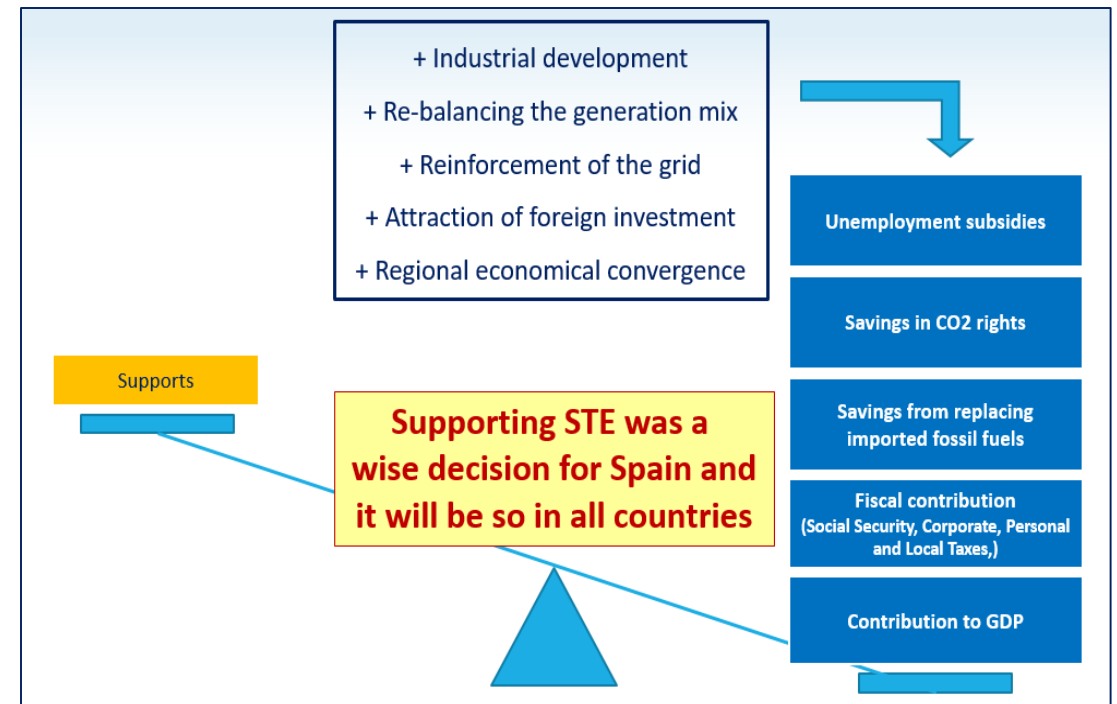 + Industrial development
+ Re-balancing the generation mix
+ Reinforcement of the grid
+ Attraction of foreign investment
+ Regional economical convergence
Unemployment subsidies
Savings in CO2 rights
Savings from replacing
imported fossil fuels
Fiscal contribution
(Social Security, Corporate, Personal
and Local Taxes,)
Contribution to GDP
Supports
Supporting STE was a
wise decision for Spain and
it will be so in all countries